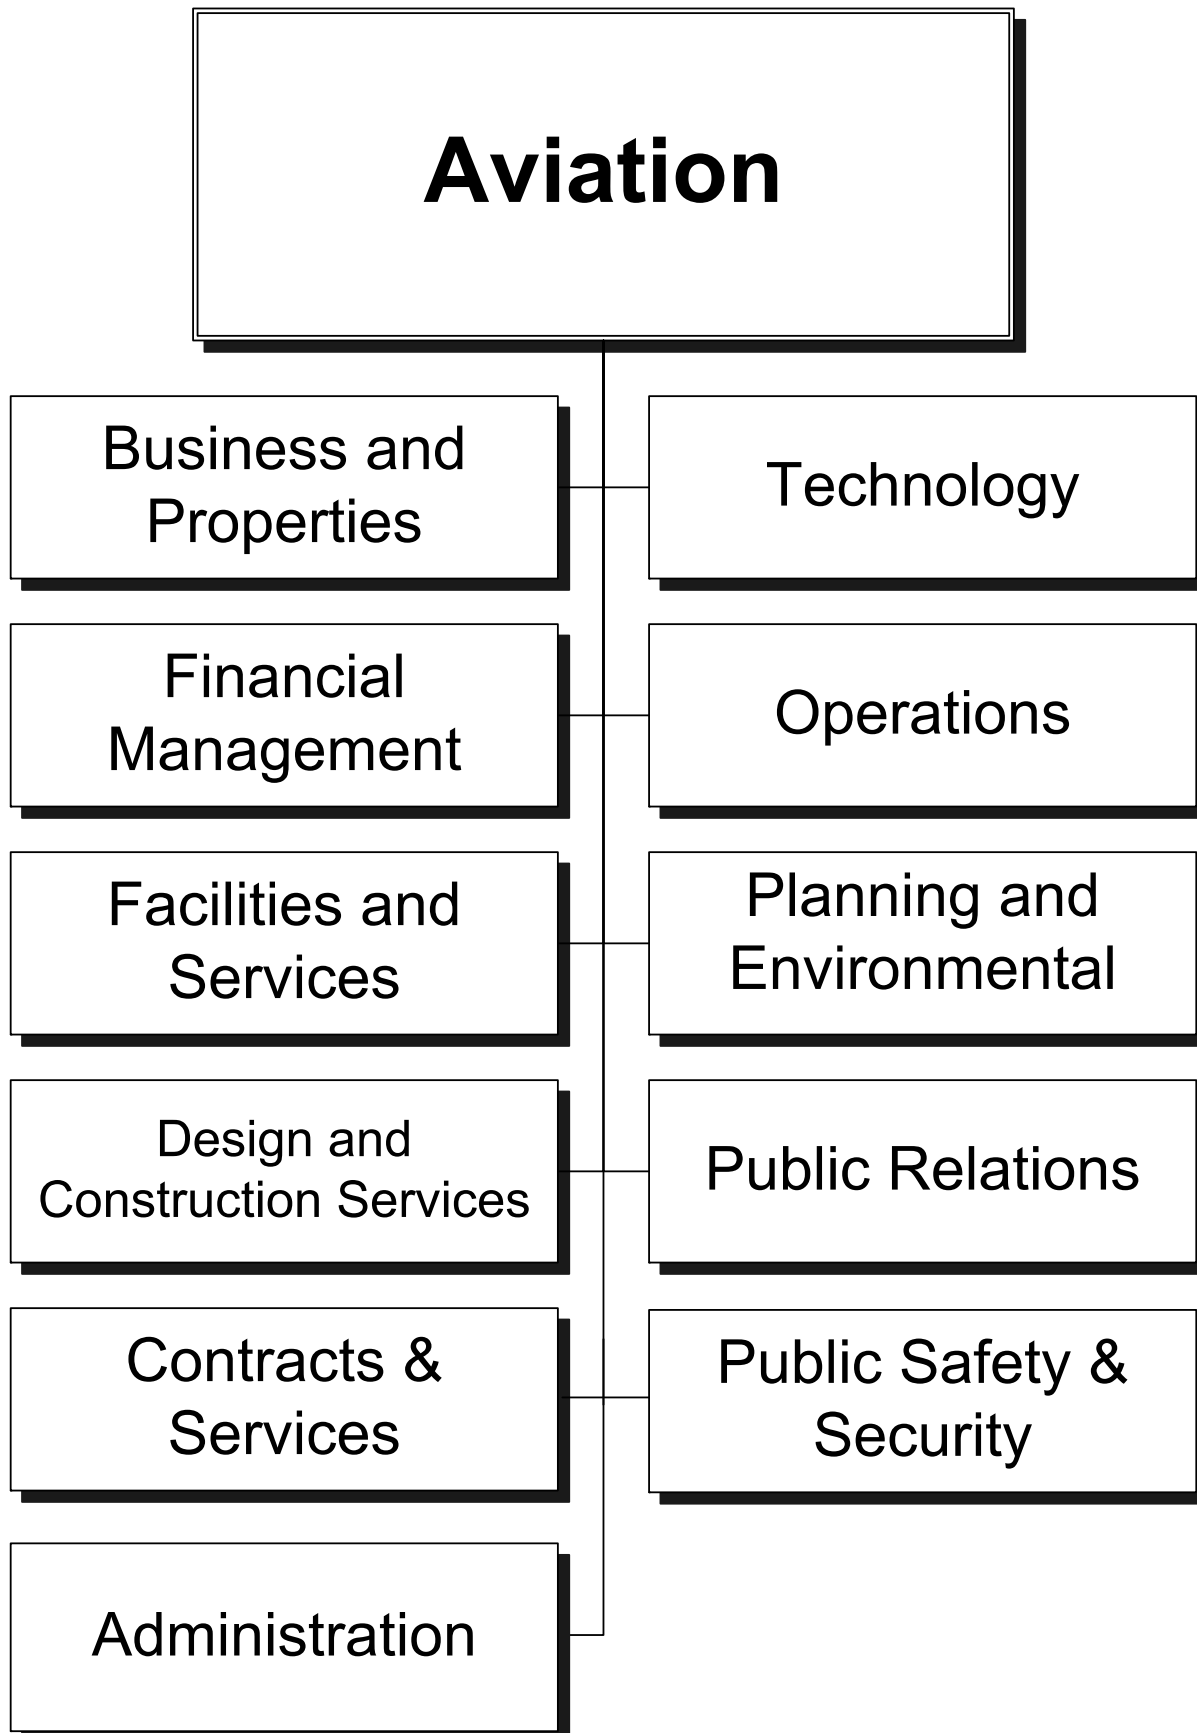 Aviation
Business and
Properties
Technology
Financial
Management
Operations
Facilities and
Services
Planning and
Environmental
Design and
Construction Services
Public Relations
Contracts &
Services
Public Safety &
Security
Administration